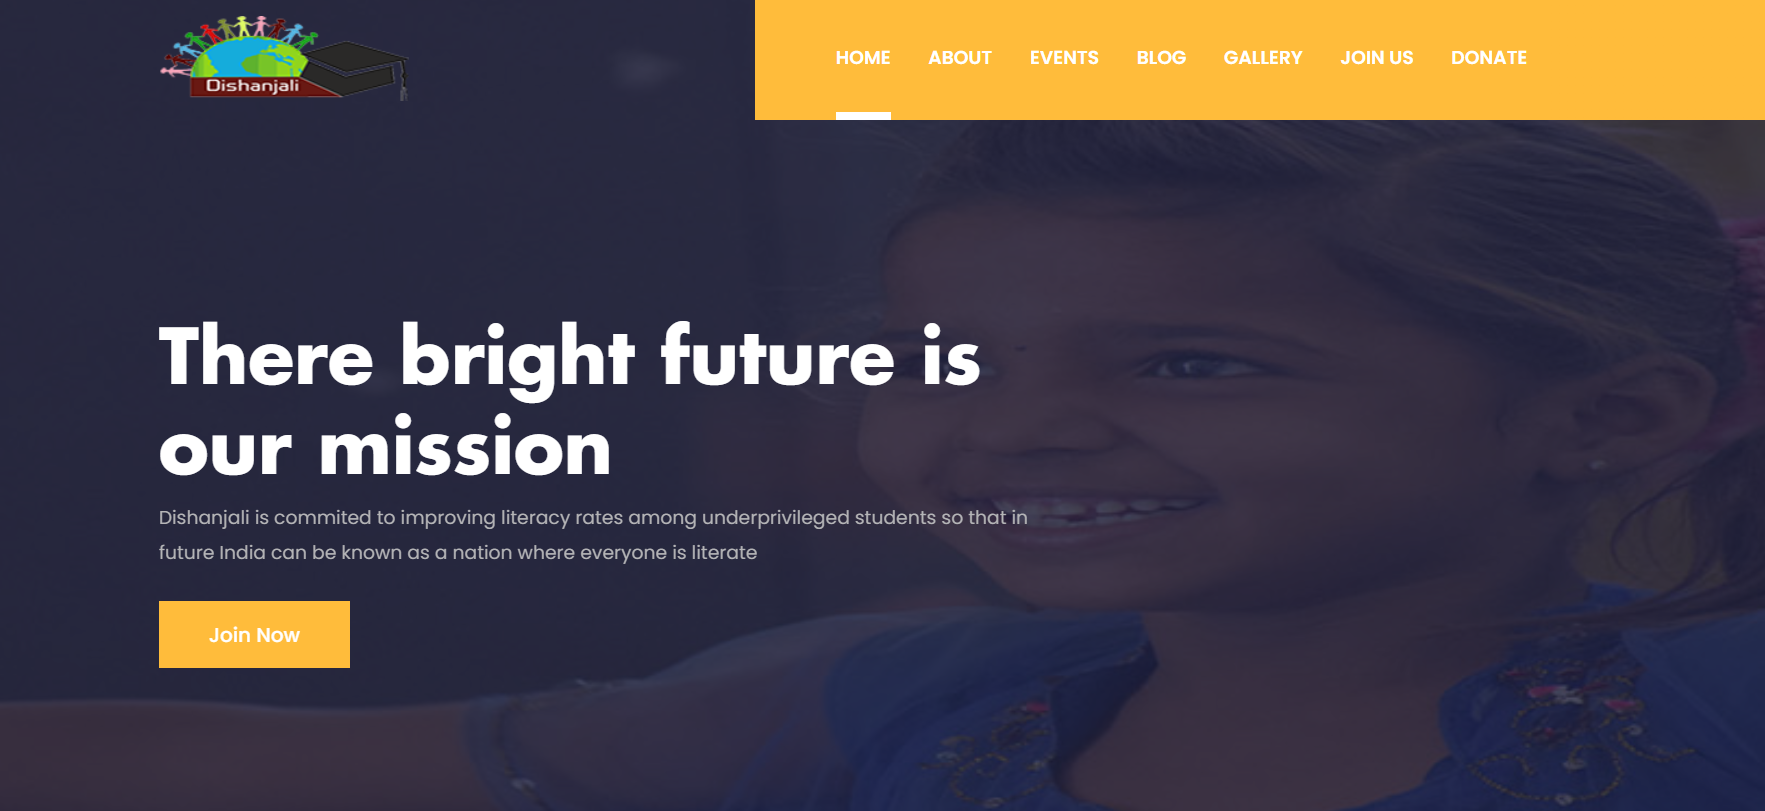 Dishanjali
HOME ABOUT EVENTS BLOG GALLERY JOIN US DONATE
There bright future is
our mission
Dishanjali is commited to improving literacy rates among underprivileged students so that in
future India can be known as a nation where everyone is literate
Join Now